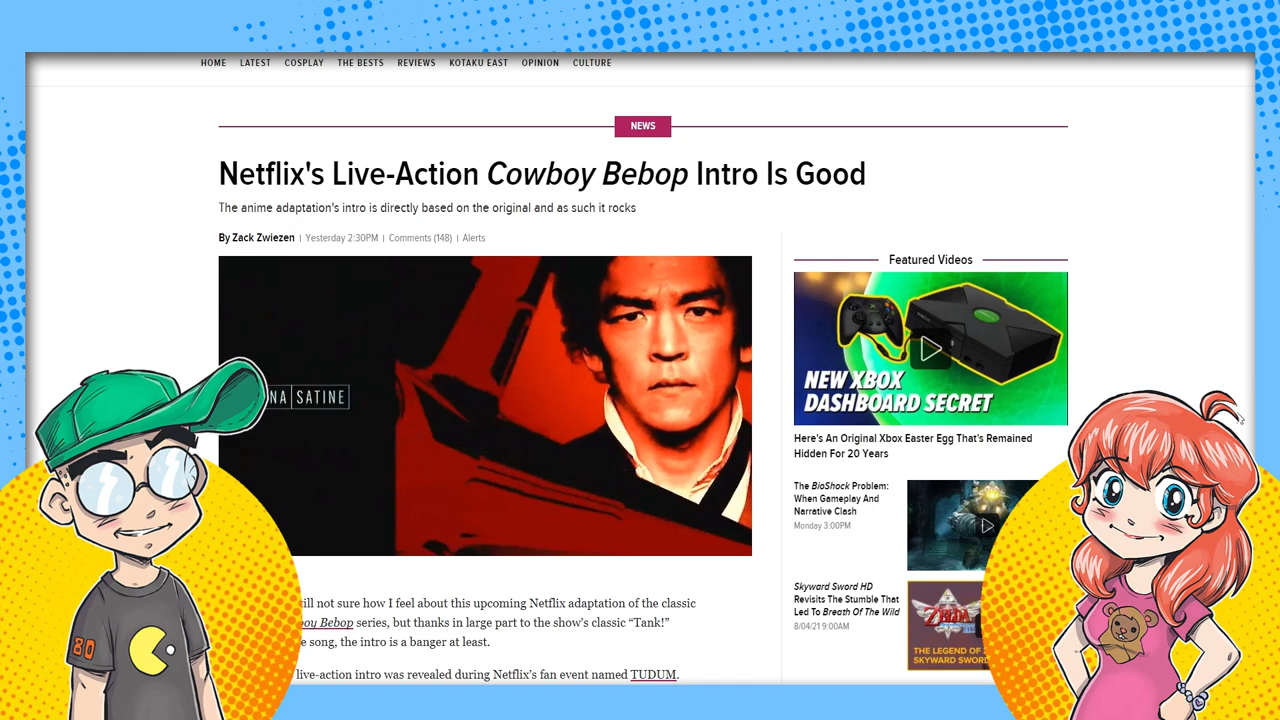 HOME LATEST COSPLAY THE BESTS REVIEWS KOTAKU EAST OPINION CULTURE
NEWS
Netflix's Live-Action Cowboy Bebop Intro Is Good
The anime adaptation's intro is directly based on the original and as such it rocks
By Zack Zwiezen | Yesterday 2:30PM | Comments (148) | Alerts
NA SATINE
not sure how I feel about this upcoming Netflix adaptation of the classic
Bebop series, but thanks in large part to the show's classic “Tank!”
song, the intro is a banger at least.
live-action intro was revealed during Netflix's fan event named TUDUM.
Featured Videos
NEW XBOX
DASHBOARD SECRET
Here's An Original Xbox Easter Egg That's Remained
Hidden For 20 Years
The BioShock Problem:
When Gameplay And
Narrative Clash
Monday 3:00PM
Skyward Sword HD
Revisits The Stumble That
Led To Breath Of The Wild
8/04/21 9:00AM
ZELDA
THE LEGEND OF
SKYWARD SWORD
80